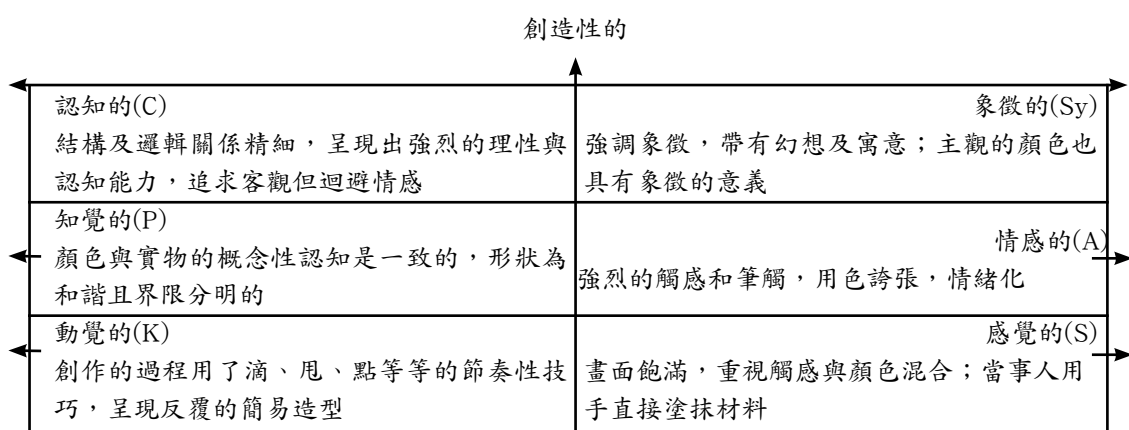 創造性的
認知的(C)
結構及邏輯關係精細，呈現出強烈的理性與
認知能力，追求客觀但迴避情感
象徵的(Sy)
強調象徵，帶有幻想及寓意；主觀的顏色也
具有象徵的意義
知覺的(P)
顏色與實物的概念性認知是一致的，形狀為
和諧且界限分明的
情感的(A)
強烈的觸感和筆觸，用色誇張，情緒化
動覺的(K)
創作的過程用了滴、甩、點等等的節奏性技
巧，呈現反覆的簡易造型
感覺的(S)
畫面飽滿，重視觸感與顏色混合；當事人用
手直接塗抹材料